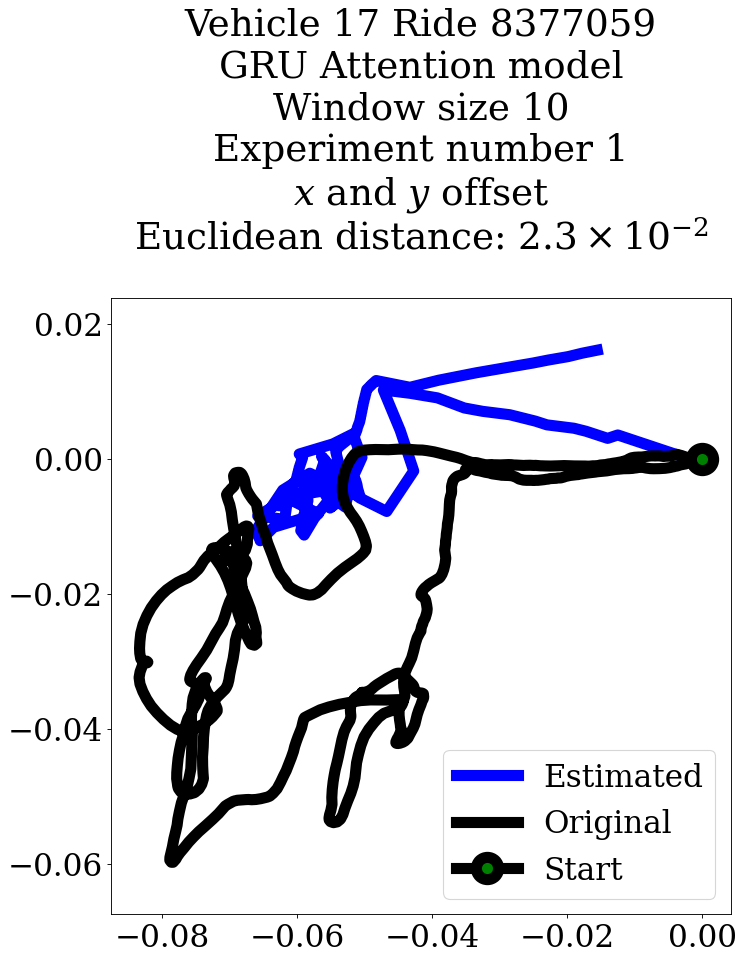 Vehicle 17 Ride 8377059
GRU Attention model
Window size 10
Experiment number 1
x and y offset
Euclidean distance: 2.3 × 10⁻²
0.02
0.00
−0.02
−0.04
−0.06
Estimated
Original
Start
−0.08 −0.06 −0.04 −0.02 0.00